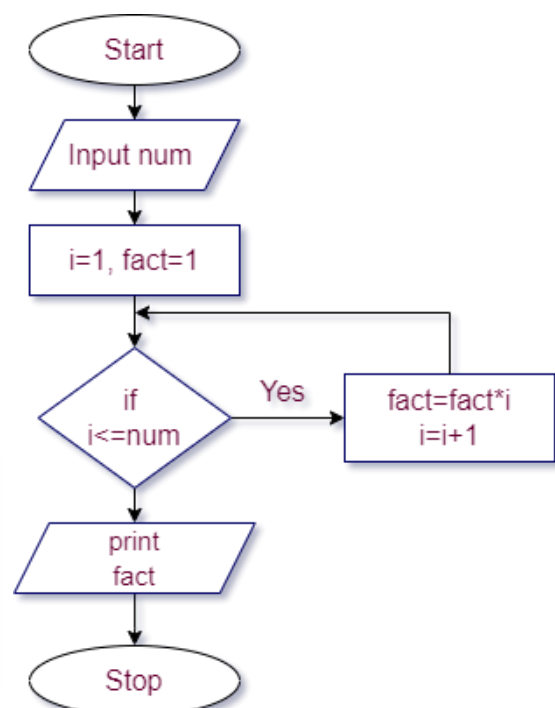 Start
Input num
i=1, fact=1
if
i<=num
Yes
fact=fact*i
i=i+1
print
fact
Stop